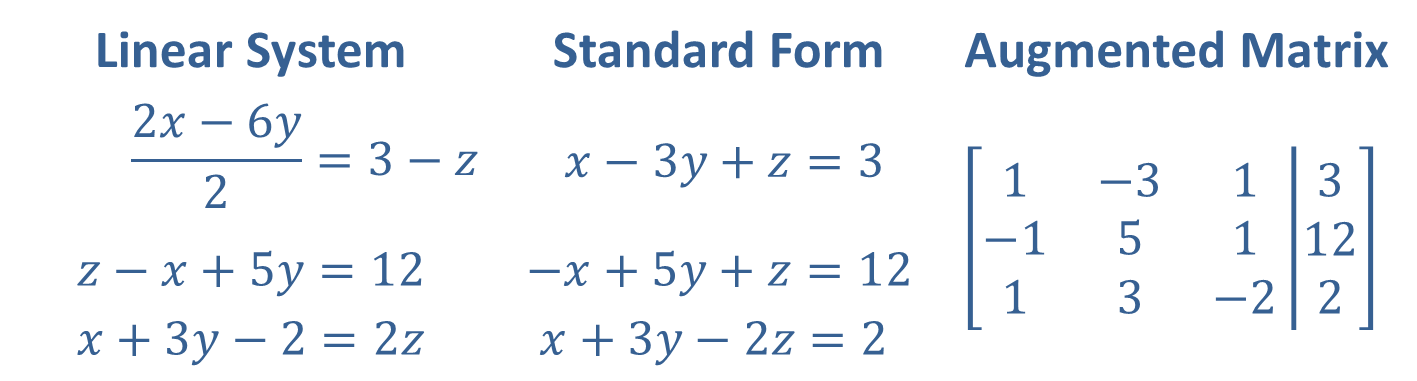 Linear System
2x − 6y
2
= 3 − z
z − x + 5y = 12
x + 3y − 2 = 2z
Standard Form
x − 3y + z = 3
−x + 5y + z = 12
x + 3y − 2z = 2
Augmented Matrix
1 −3 1 3
−1 5 1 12
1 3 −2 2